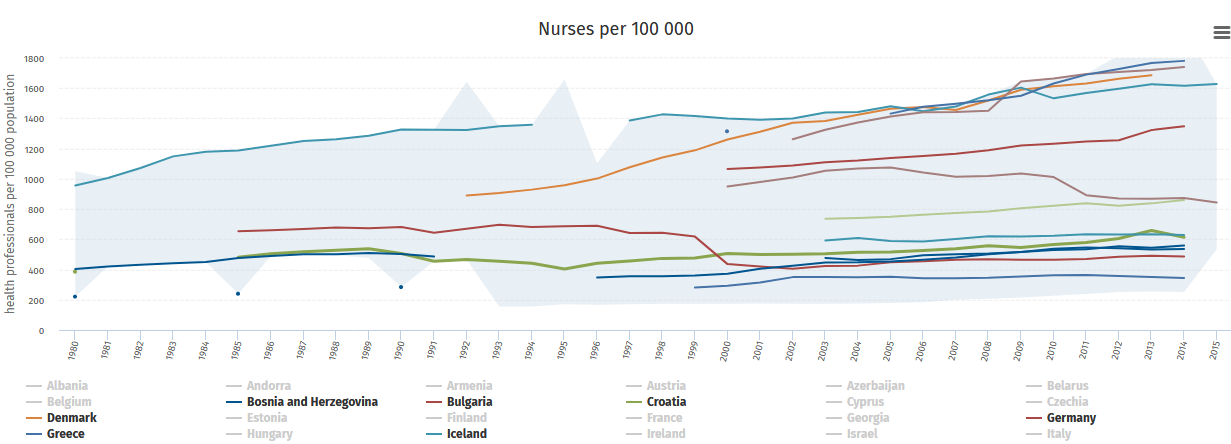 Nurses per 100 000
health professionals per 100 000 population
1800
1600
1400
1200
1000
800
600
400
200
0
1980 1981 1982 1983 1984 1985 1986 1987 1988 1989 1990 1991 1992 1993 1994 1995 1996 1997 1998 1999 2000 2001 2002 2003 2004 2005 2006 2007 2008 2009 2010 2011 2012 2013 2014 2015
Albania Andorra Armenia Austria Azerbaijan Belarus
Belgium Bosnia and Herzegovina Bulgaria Croatia Cyprus Czechia
Denmark Estonia Finland France Georgia Germany
Greece Hungary Iceland Ireland Israel Italy